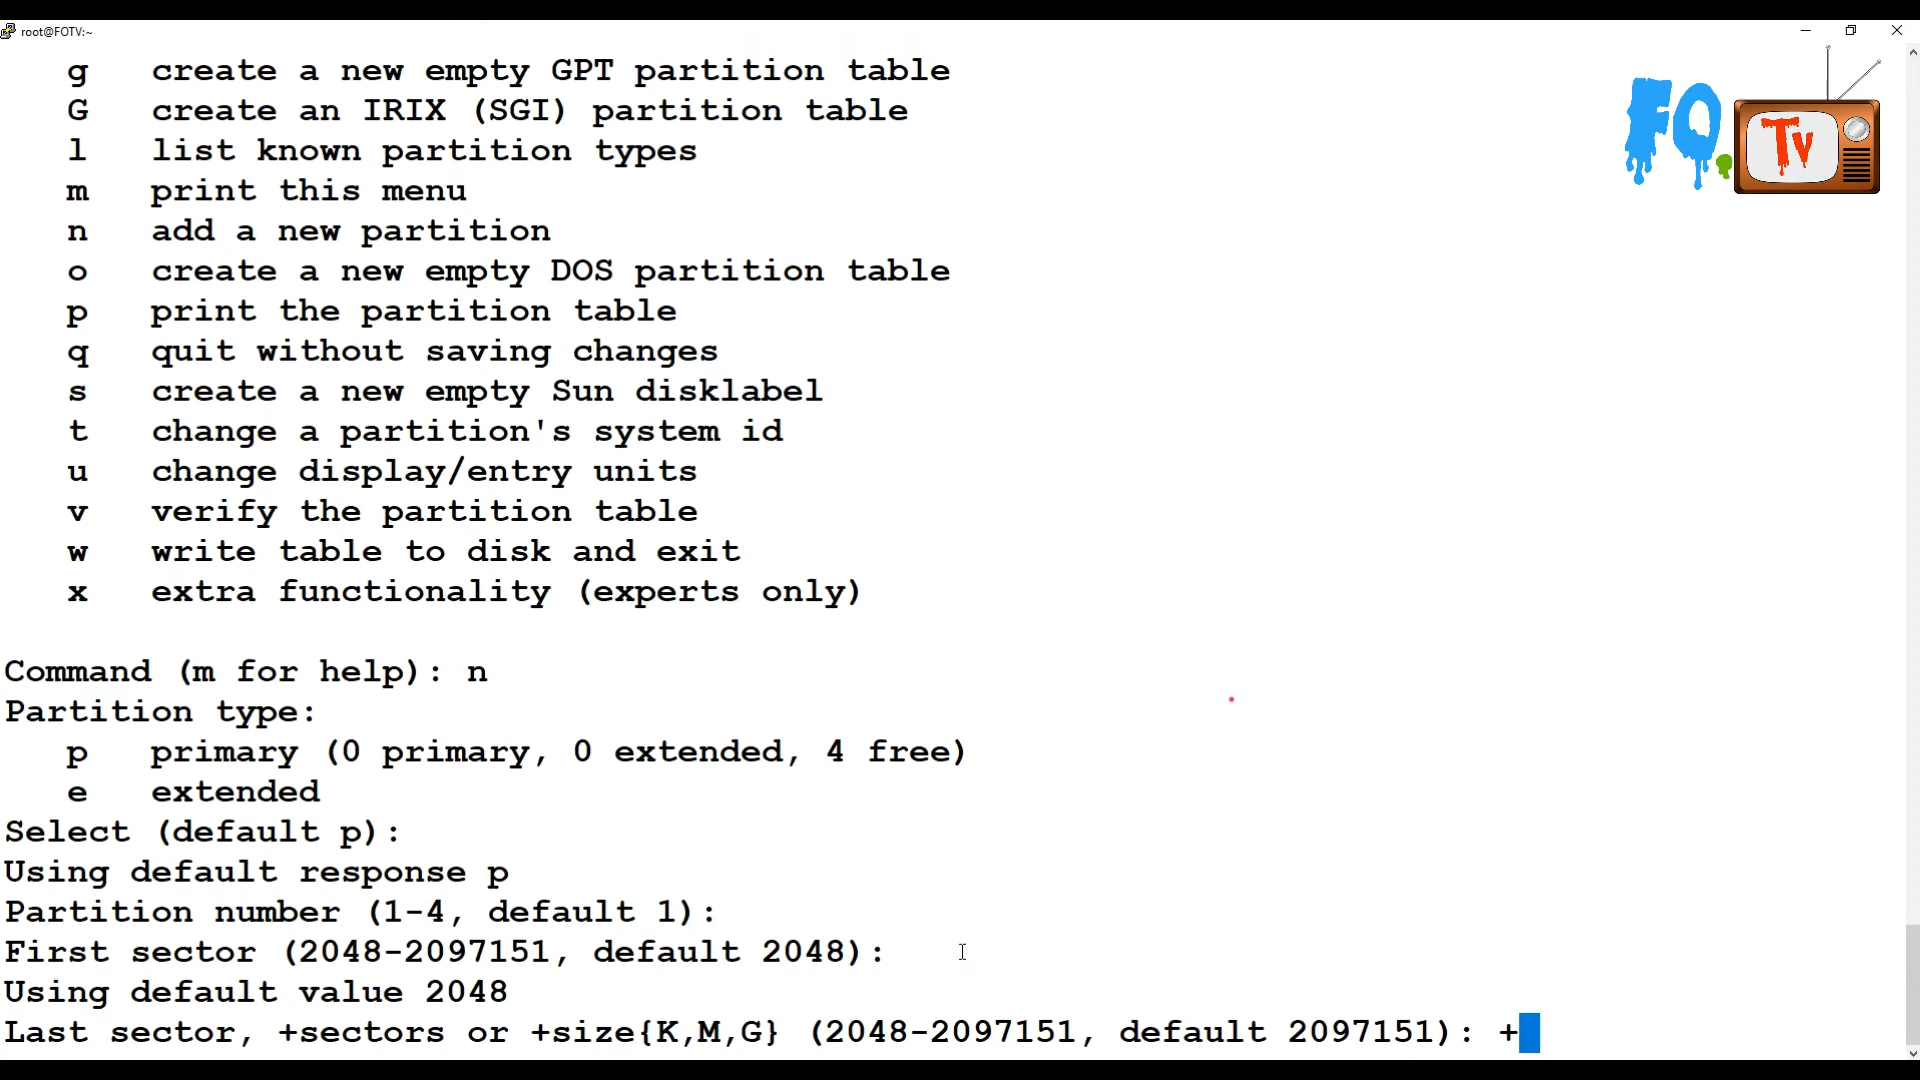 root@FOTV:~
g   create a new empty GPT partition table
G   create an IRIX (SGI) partition table
l   list known partition types
m   print this menu
n   add a new partition
o   create a new empty DOS partition table
p   print the partition table
q   quit without saving changes
s   create a new empty Sun disklabel
t   change a partition's system id
u   change display/entry units
v   verify the partition table
w   write table to disk and exit
x   extra functionality (experts only)
Command (m for help): n
Partition type:
p   primary (0 primary, 0 extended, 4 free)
e   extended
Select (default p):
Using default response p
Partition number (1-4, default 1):
First sector (2048-2097151, default 2048):
Using default value 2048
Last sector, +sectors or +size{K,M,G} (2048-2097151, default 2097151): +
FO.
Tv